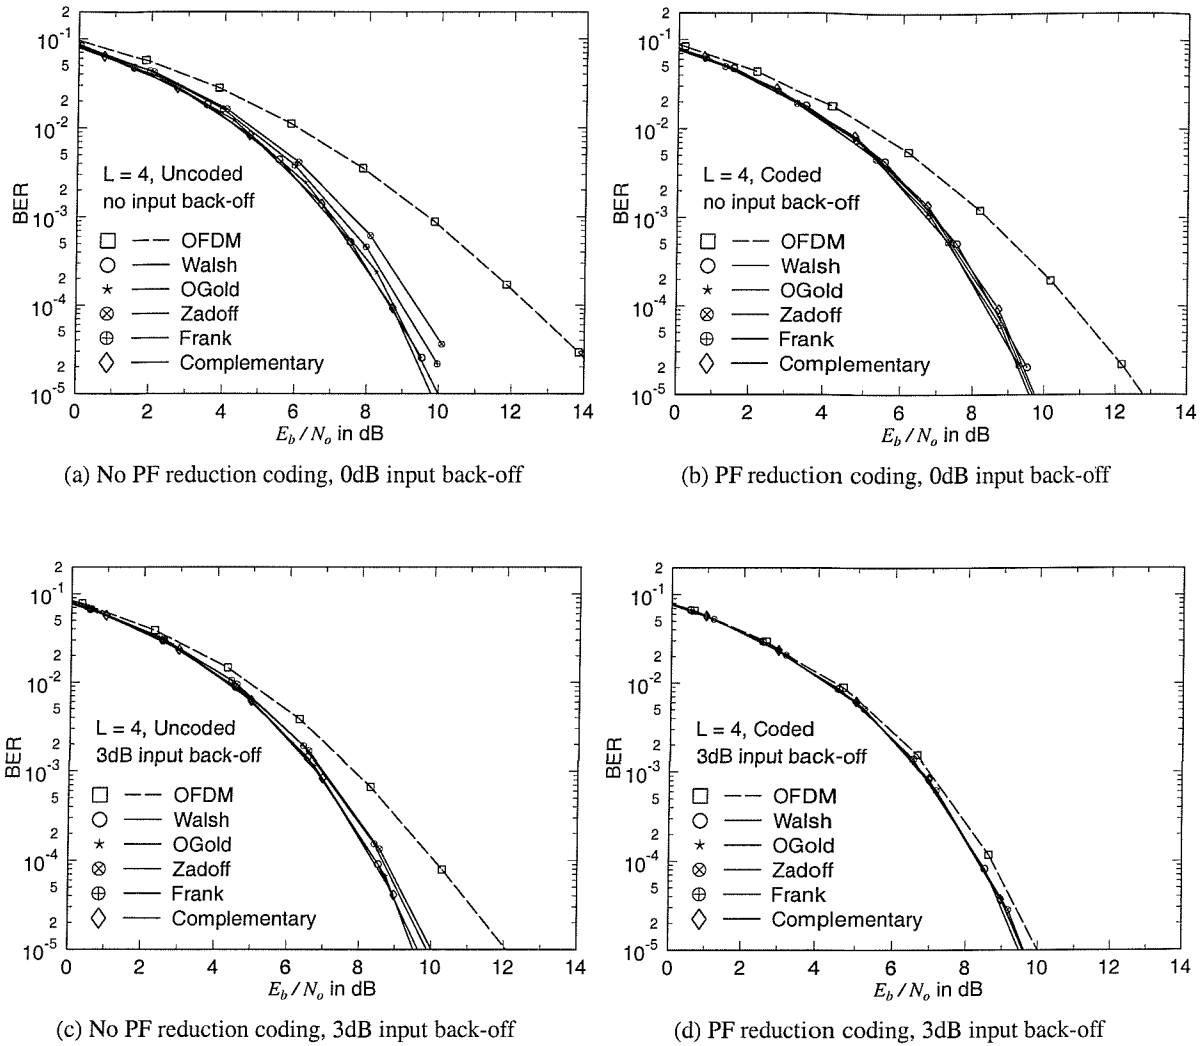 2
10-1
5
2
10-2
5
2
10-3
5
2
10-4
5
2
10-5
BER
L = 4, Uncoded
no input back-off
OFDM
Walsh
OGold
Zadoff
Frank
Complementary
0 2 4 6 8 10 12 14
Eb / No in dB
(a) No PF reduction coding, 0dB input back-off
2
10-1
5
2
10-2
5
2
10-3
5
2
10-4
5
2
10-5
BER
L = 4, Coded
no input back-off
OFDM
Walsh
OGold
Zadoff
Frank
Complementary
0 2 4 6 8 10 12 14
Eb / No in dB
(b) PF reduction coding, 0dB input back-off
2
10-1
5
2
10-2
5
2
10-3
5
2
10-4
5
2
10-5
BER
L = 4, Uncoded
3dB input back-off
OFDM
Walsh
OGold
Zadoff
Frank
Complementary
0 2 4 6 8 10 12 14
Eb / No in dB
(c) No PF reduction coding, 3dB input back-off
2
10-1
5
2
10-2
5
2
10-3
5
2
10-4
5
2
10-5
BER
L = 4, Coded
3dB input back-off
OFDM
Walsh
OGold
Zadoff
Frank
Complementary
0 2 4 6 8 10 12 14
Eb / No in dB
(d) PF reduction coding, 3dB input back-off